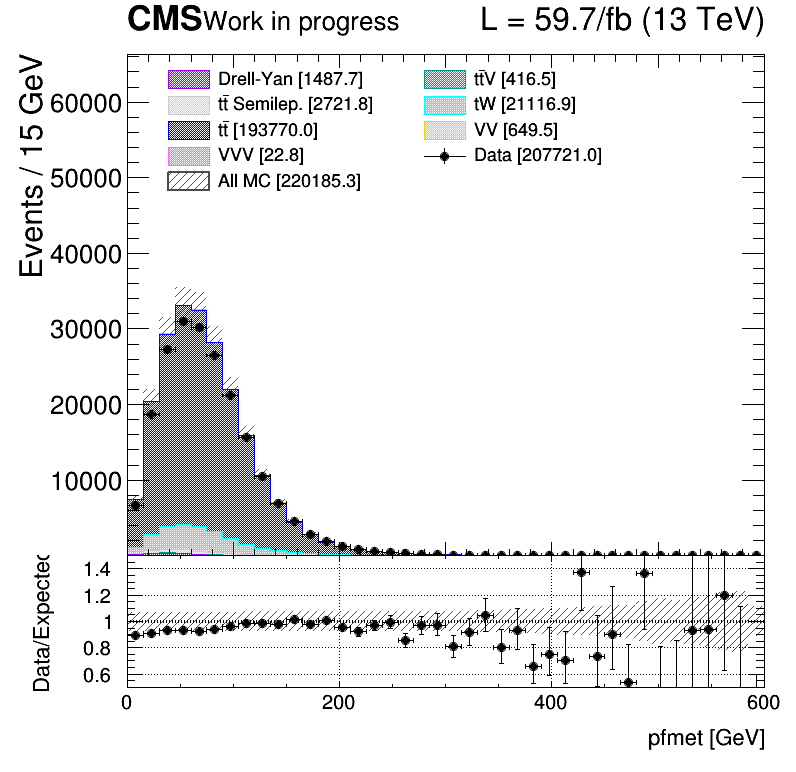 CMS Work in progress L = 59.7/fb (13 TeV)
Events / 15 GeV
60000
50000
40000
30000
20000
10000
Drell-Yan [1487.7]
tt̄ Semilep. [2721.8]
tt̄ [193770.0]
VVV [22.8]
All MC [220185.3]
tt̄V [416.5]
tW [21116.9]
VV [649.5]
Data [207721.0]
Data/Expected
1.4
1.2
1
0.8
0.6
0 200 400 600
pfmet [GeV]